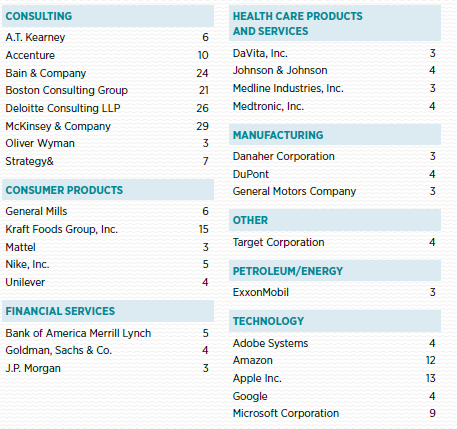 CONSULTING
A.T. Kearney 6
Accenture 10
Bain & Company 24
Boston Consulting Group 21
Deloitte Consulting LLP 26
McKinsey & Company 29
Oliver Wyman 3
Strategy& 7
CONSUMER PRODUCTS
General Mills 6
Kraft Foods Group, Inc. 15
Mattel 3
Nike, Inc. 5
Unilever 4
FINANCIAL SERVICES
Bank of America Merrill Lynch 5
Goldman, Sachs & Co. 4
J.P. Morgan 3
HEALTH CARE PRODUCTS
AND SERVICES
DaVita, Inc. 3
Johnson & Johnson 4
Medline Industries, Inc. 3
Medtronic, Inc. 4
MANUFACTURING
Danaher Corporation 3
DuPont 4
General Motors Company 3
OTHER
Target Corporation 4
PETROLEUM/ENERGY
ExxonMobil 3
TECHNOLOGY
Adobe Systems 4
Amazon 12
Apple Inc. 13
Google 4
Microsoft Corporation 9